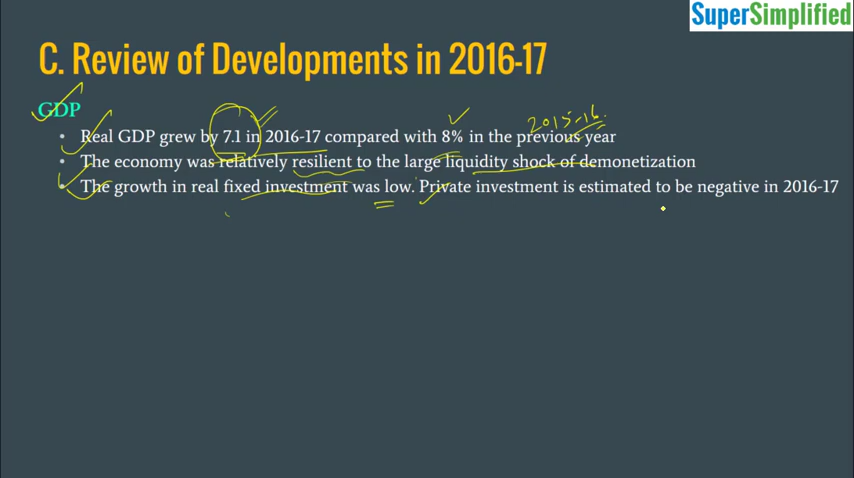 SuperSimplified
C. Review of Developments in 2016-17
GDP
2015-16.
• Real GDP grew by 7.1 in 2016-17 compared with 8% in the previous year
• The economy was relatively resilient to the large liquidity shock of demonetization
• The growth in real fixed investment was low. Private investment is estimated to be negative in 2016-17